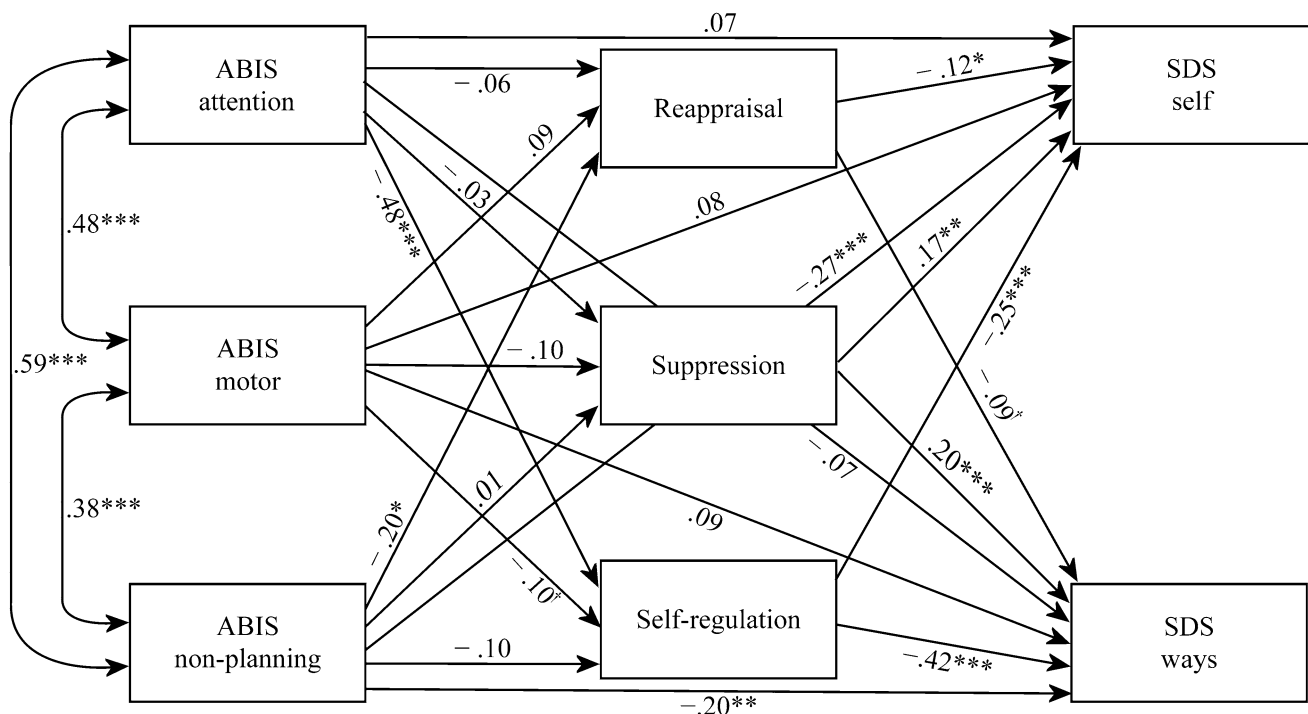 .07
ABIS
attention
− .06
Reappraisal
− .12*
SDS
self
.09
− .03
− .48***
.48***
.08
− .27***
.17**
− .25***
.59***
ABIS
motor
− .10
Suppression
− .09†
.20***
− .07
.38***
.01
.09
− .20*
− .10†
ABIS
non-planning
− .10
Self-regulation
− .42***
SDS
ways
− .20**